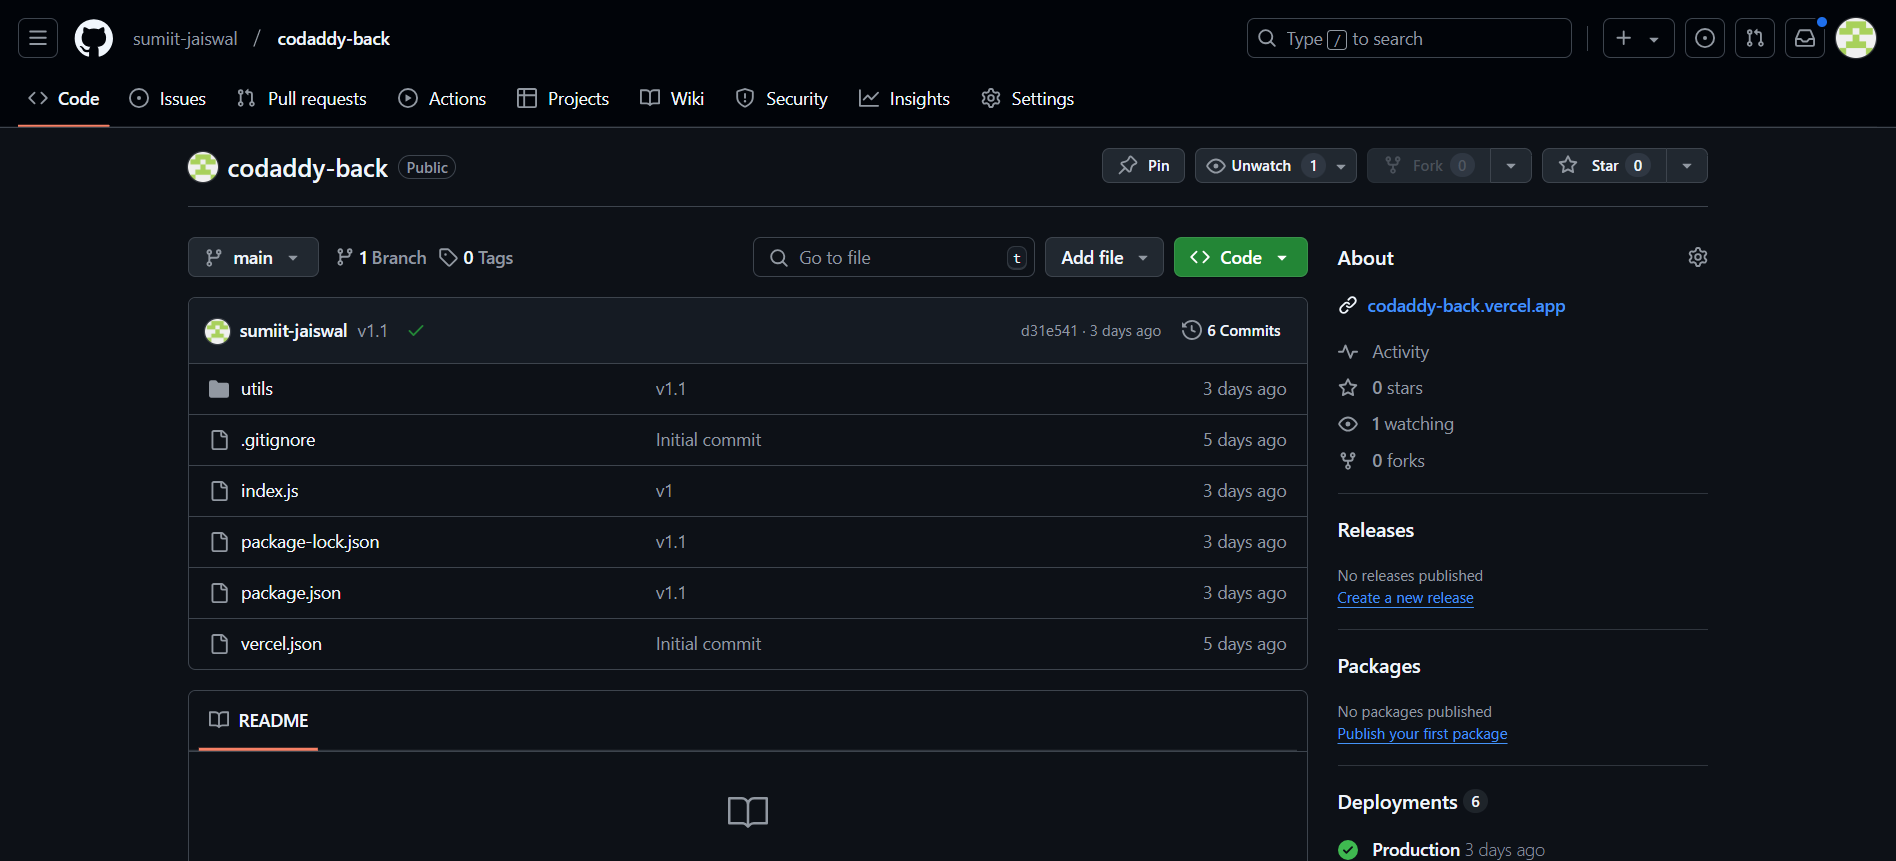 sumiit-jaiswal / codaddy-back
Type / to search
Code Issues Pull requests Actions Projects Wiki Security Insights Settings
codaddy-back Public
Pin Unwatch 1 Fork 0 Star 0
main 1 Branch 0 Tags
Go to file t Add file Code
sumiit-jaiswal v1.1 d31e541 · 3 days ago 6 Commits
utils v1.1 3 days ago
.gitignore Initial commit 5 days ago
index.js v1 3 days ago
package-lock.json v1.1 3 days ago
package.json v1.1 3 days ago
vercel.json Initial commit 5 days ago
README
About
codaddy-back.vercel.app
Activity
0 stars
1 watching
0 forks
Releases
No releases published
Create a new release
Packages
No packages published
Publish your first package
Deployments 6
Production 3 days ago